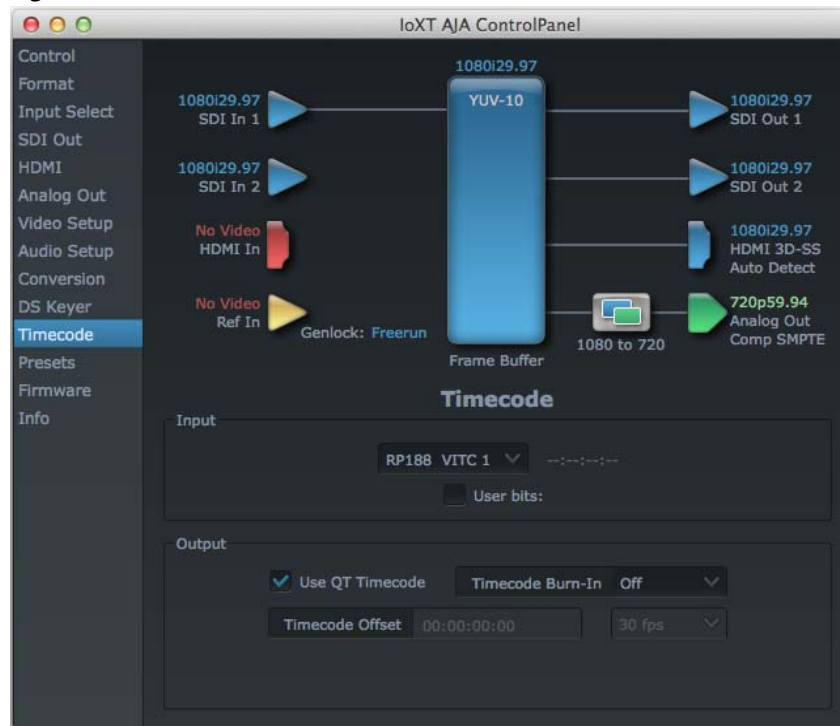 IoXT AJA ControlPanel
Control
Format
Input Select
SDI Out
HDMI
Analog Out
Video Setup
Audio Setup
Conversion
DS Keyer
Timecode
Presets
Firmware
Info
1080i29.97
YUV-10
1080i29.97
SDI In 1
1080i29.97
SDI In 2
No Video
HDMI In
No Video
Ref In
Genlock: Freerun
Frame Buffer
1080i29.97
SDI Out 1
1080i29.97
SDI Out 2
1080i29.97
HDMI 3D-SS
Auto Detect
1080 to 720
720p59.94
Analog Out
Comp SMPTE
Timecode
Input
RP188 VITC 1 --:--:--:--
User bits:
Output
Use QT Timecode Timecode Burn-In Off
Timecode Offset 00:00:00:00 30 fps